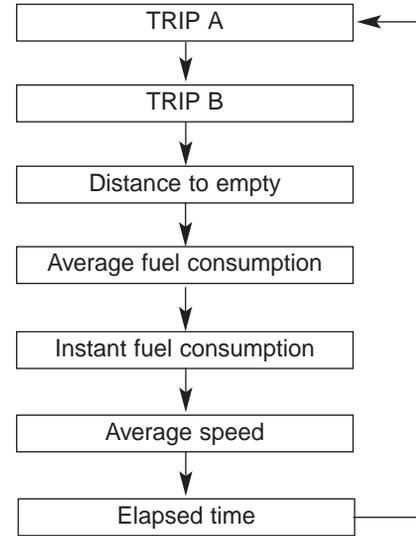 TRIP A
TRIP B
Distance to empty
Average fuel consumption
Instant fuel consumption
Average speed
Elapsed time